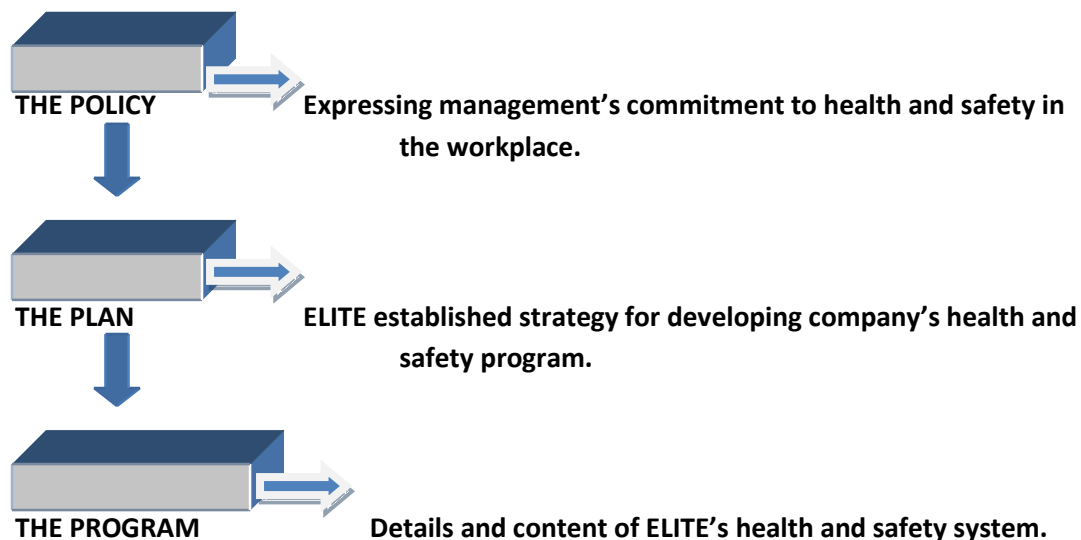 THE POLICY Expressing management’s commitment to health and safety in
the workplace.
THE PLAN ELITE established strategy for developing company’s health and
safety program.
THE PROGRAM Details and content of ELITE’s health and safety system.